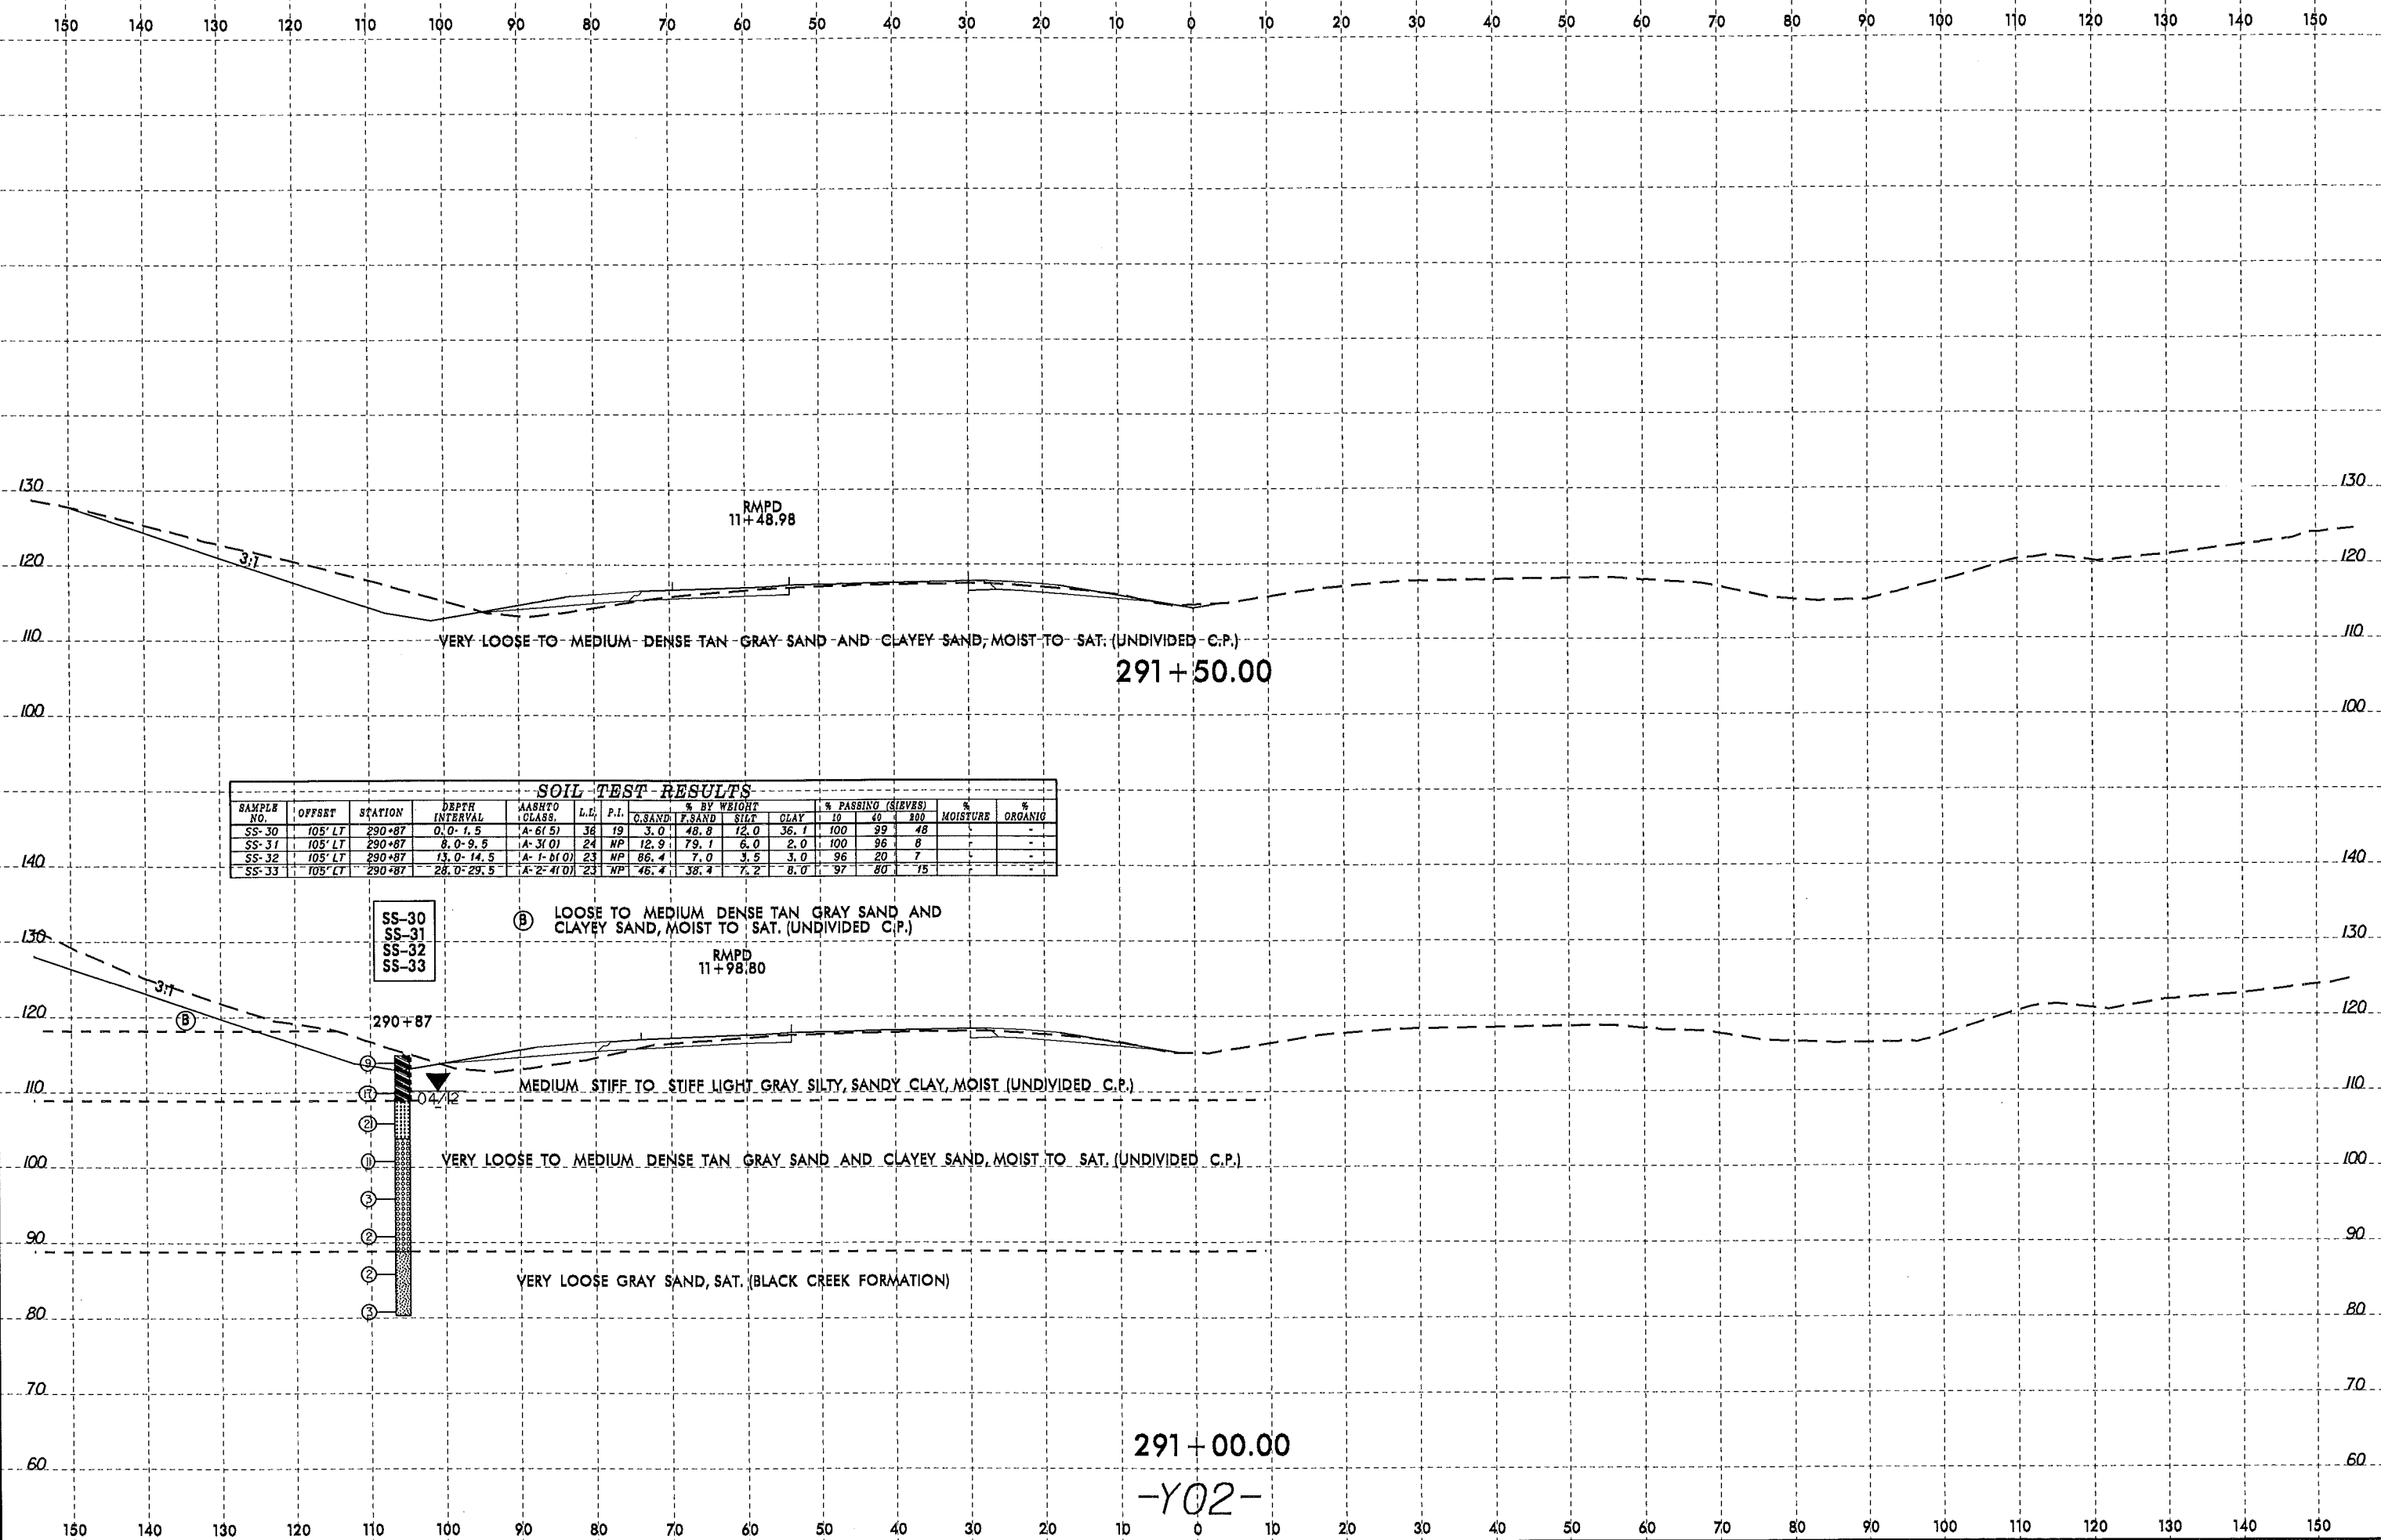 150 140 130 120 110 100 90 80 70 60 50 40 30 20 10 0 10 20 30 40 50 60 70 80 90 100 110 120 130 140 150
130 130
RMPD
11+48.98
3:1
120 120
110 110
VERY LOOSE TO MEDIUM DENSE TAN GRAY SAND AND CLAYEY SAND, MOIST TO SAT. (UNDIVIDED C.P.)
291+50.00
100 100
SOIL TEST RESULTS
SAMPLE NO. OFFSET STATION DEPTH INTERVAL AASHTO CLASS. L.L. P.I. % BY WEIGHT C.SAND F.SAND SILT CLAY % PASSING (SIEVES) 10 40 200 % MOISTURE % ORGANIC
SS-30 105' LT 290+87 0.0-1.5 A-6(5) 36 19 3.0 48.8 12.0 36.1 100 99 48 - -
SS-31 105' LT 290+87 8.0-9.5 A-3(0) 24 NP 12.9 79.1 6.0 2.0 100 96 8 - -
SS-32 105' LT 290+87 13.0-14.5 A-1-b(0) 23 NP 86.4 7.0 3.5 3.0 96 20 7 - -
SS-33 105' LT 290+87 28.0-29.5 A-2-4(0) 23 NP 46.4 38.4 7.2 8.0 97 80 15 - -
140 140
SS-30
SS-31
SS-32
SS-33
B LOOSE TO MEDIUM DENSE TAN GRAY SAND AND
CLAYEY SAND, MOIST TO SAT. (UNDIVIDED C.P.)
130 130
RMPD
11+98.80
3:1
120 120
B
290+87
9
MEDIUM STIFF TO STIFF LIGHT GRAY SILTY, SANDY CLAY, MOIST (UNDIVIDED C.P.)
110 110
17
04/12
21
11
VERY LOOSE TO MEDIUM DENSE TAN GRAY SAND AND CLAYEY SAND, MOIST TO SAT. (UNDIVIDED C.P.)
100 100
3
2
90 90
2
VERY LOOSE GRAY SAND, SAT. (BLACK CREEK FORMATION)
3
80 80
70 70
291+00.00
60 60
-Y02-
150 140 130 120 110 100 90 80 70 60 50 40 30 20 10 0 10 20 30 40 50 60 70 80 90 100 110 120 130 140 150